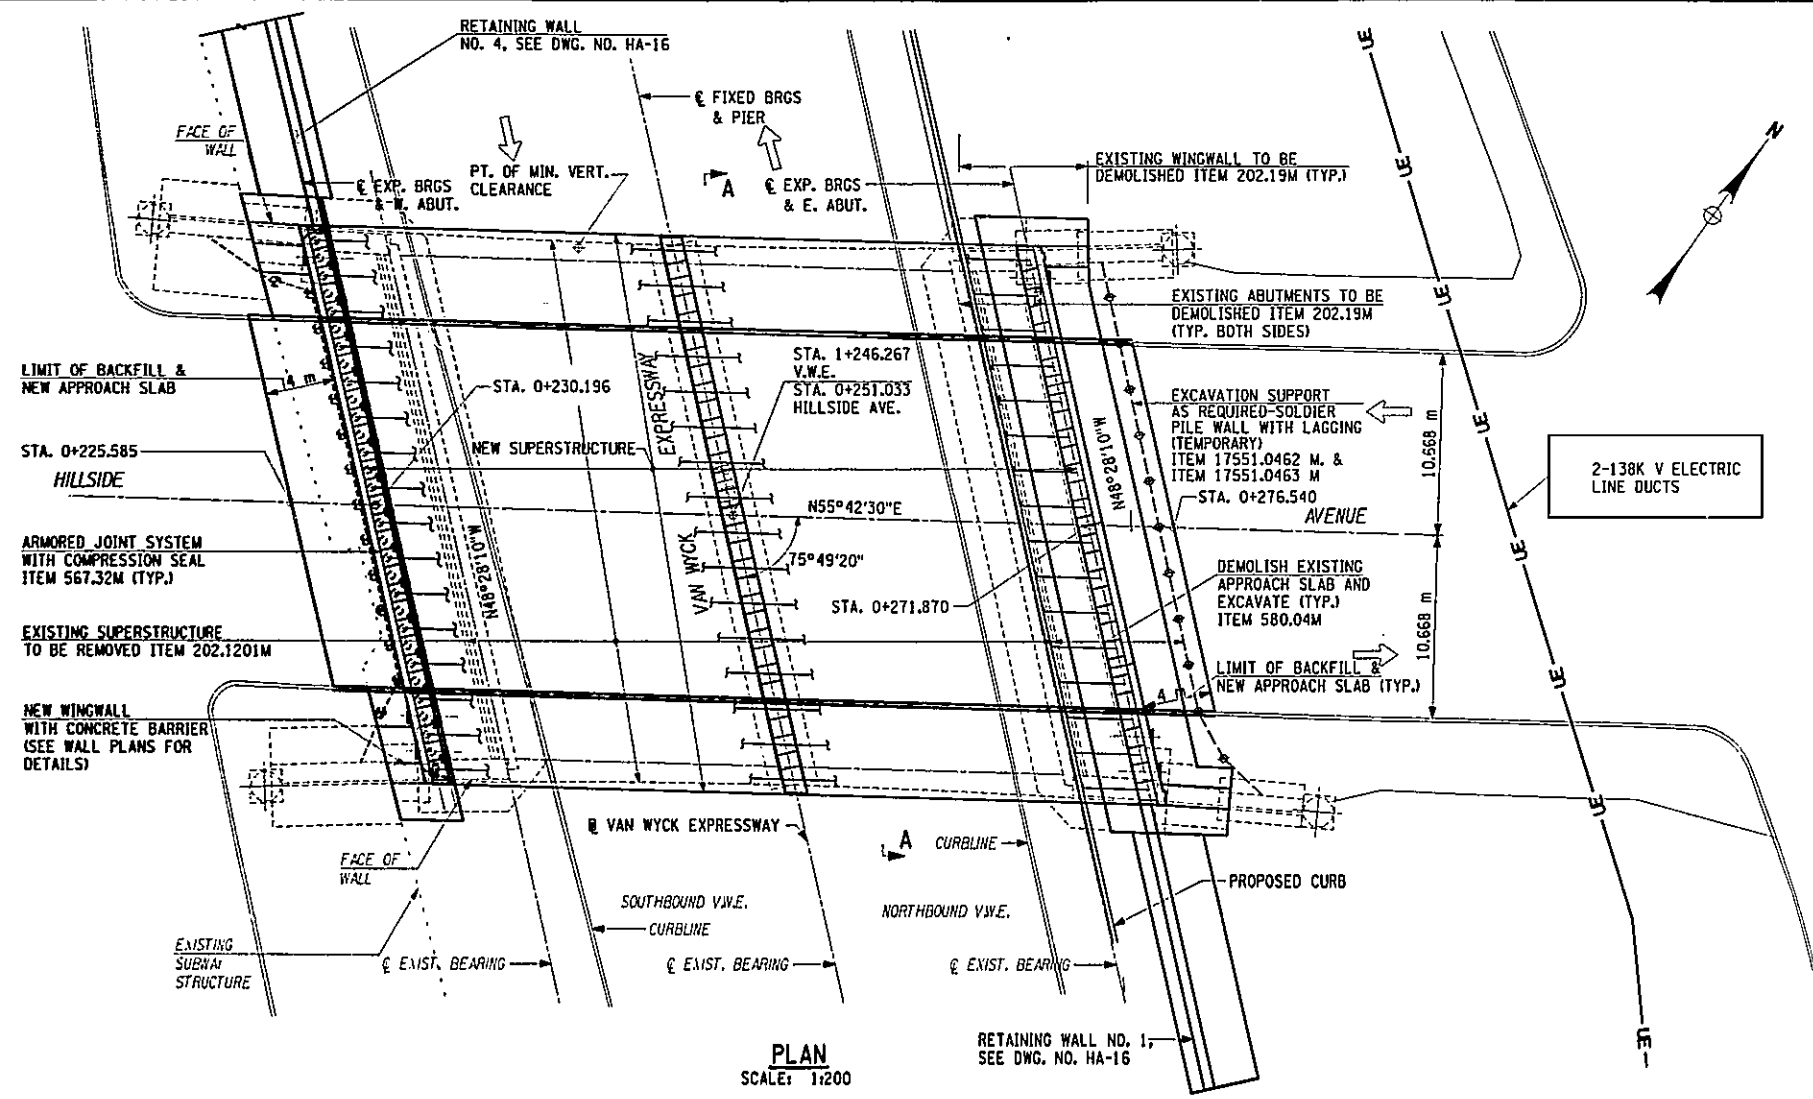 RETAINING WALL
NO. 4, SEE DWG. NO. HA-16
℄ FIXED BRGS
& PIER
FACE OF
WALL
℄ EXP. BRGS
& W. ABUT.
PT. OF MIN. VERT.
CLEARANCE
A
℄ EXP. BRGS
& E. ABUT.
EXISTING WINGWALL TO BE
DEMOLISHED ITEM 202.19M (TYP.)
N
EXISTING ABUTMENTS TO BE
DEMOLISHED ITEM 202.19M
(TYP. BOTH SIDES)
LIMIT OF BACKFILL &
NEW APPROACH SLAB
4 m
STA. 0+230.196
EXPRESSWAY
STA. 1+246.267
V.W.E.
STA. 0+251.033
HILLSIDE AVE.
EXCAVATION SUPPORT
AS REQUIRED-SOLDIER
PILE WALL WITH LAGGING
(TEMPORARY)
ITEM 17551.0462 M. &
ITEM 17551.0463 M
10.668 m
STA. 0+225.585
HILLSIDE
NEW SUPERSTRUCTURE
N48°28'10"W
STA. 0+276.540
AVENUE
2-138K V ELECTRIC
LINE DUCTS
N55°42'30"E
ARMORED JOINT SYSTEM
WITH COMPRESSION SEAL
ITEM 567.32M (TYP.)
N48°28'10"W
VAN WYCK
75°49'20"
STA. 0+271.870
DEMOLISH EXISTING
APPROACH SLAB AND
EXCAVATE (TYP.)
ITEM 580.04M
10.668 m
EXISTING SUPERSTRUCTURE
TO BE REMOVED ITEM 202.1201M
LIMIT OF BACKFILL &
NEW APPROACH SLAB (TYP.)
4 m
NEW WINGWALL
WITH CONCRETE BARRIER
(SEE WALL PLANS FOR
DETAILS)
VAN WYCK EXPRESSWAY
A
CURBLINE
FACE OF
WALL
PROPOSED CURB
SOUTHBOUND V.W.E.
CURBLINE
NORTHBOUND V.W.E.
EXISTING
SUBWAY
STRUCTURE
℄ EXIST. BEARING
℄ EXIST. BEARING
℄ EXIST. BEARING
RETAINING WALL NO. 1,
SEE DWG. NO. HA-16
PLAN
SCALE: 1:200
UE
UE
UE
UE
UE
UE
UE
UE
UE